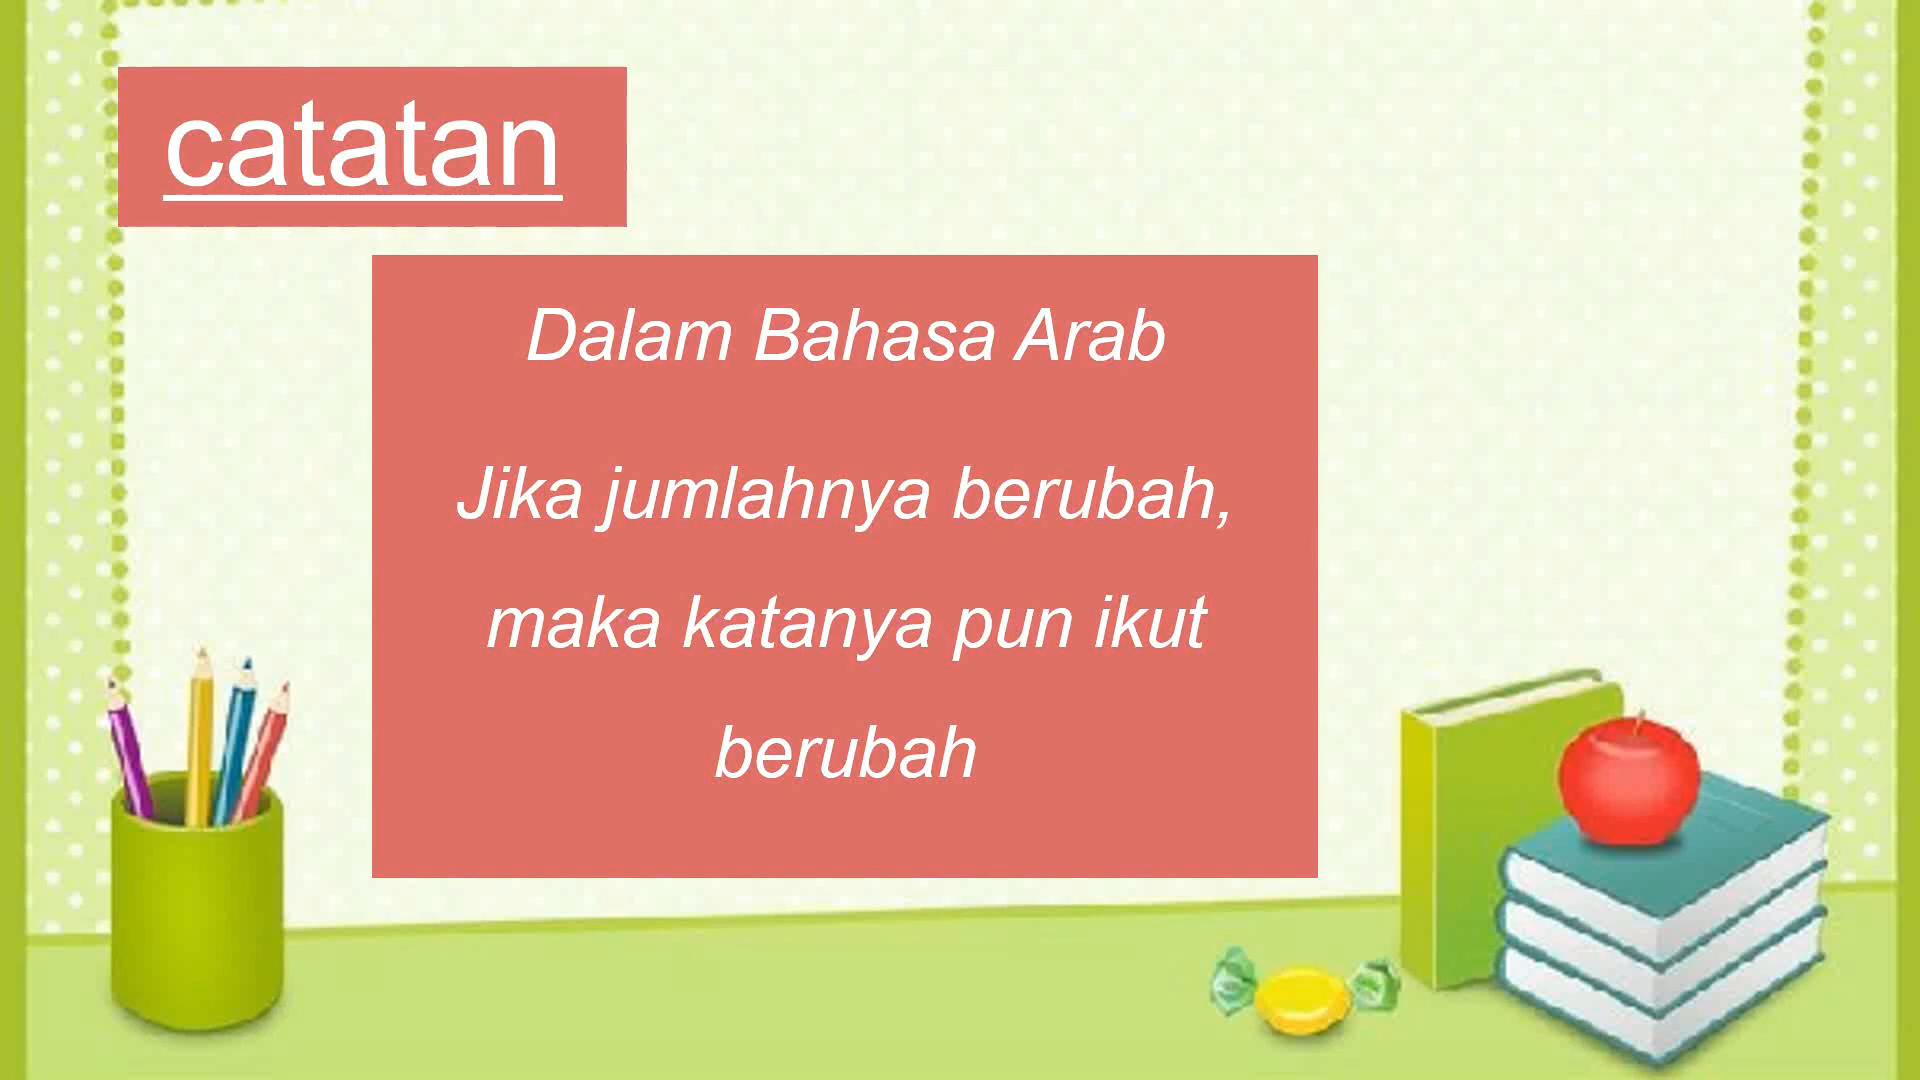 catatan
Dalam Bahasa Arab
Jika jumlahnya berubah,
maka katanya pun ikut
berubah